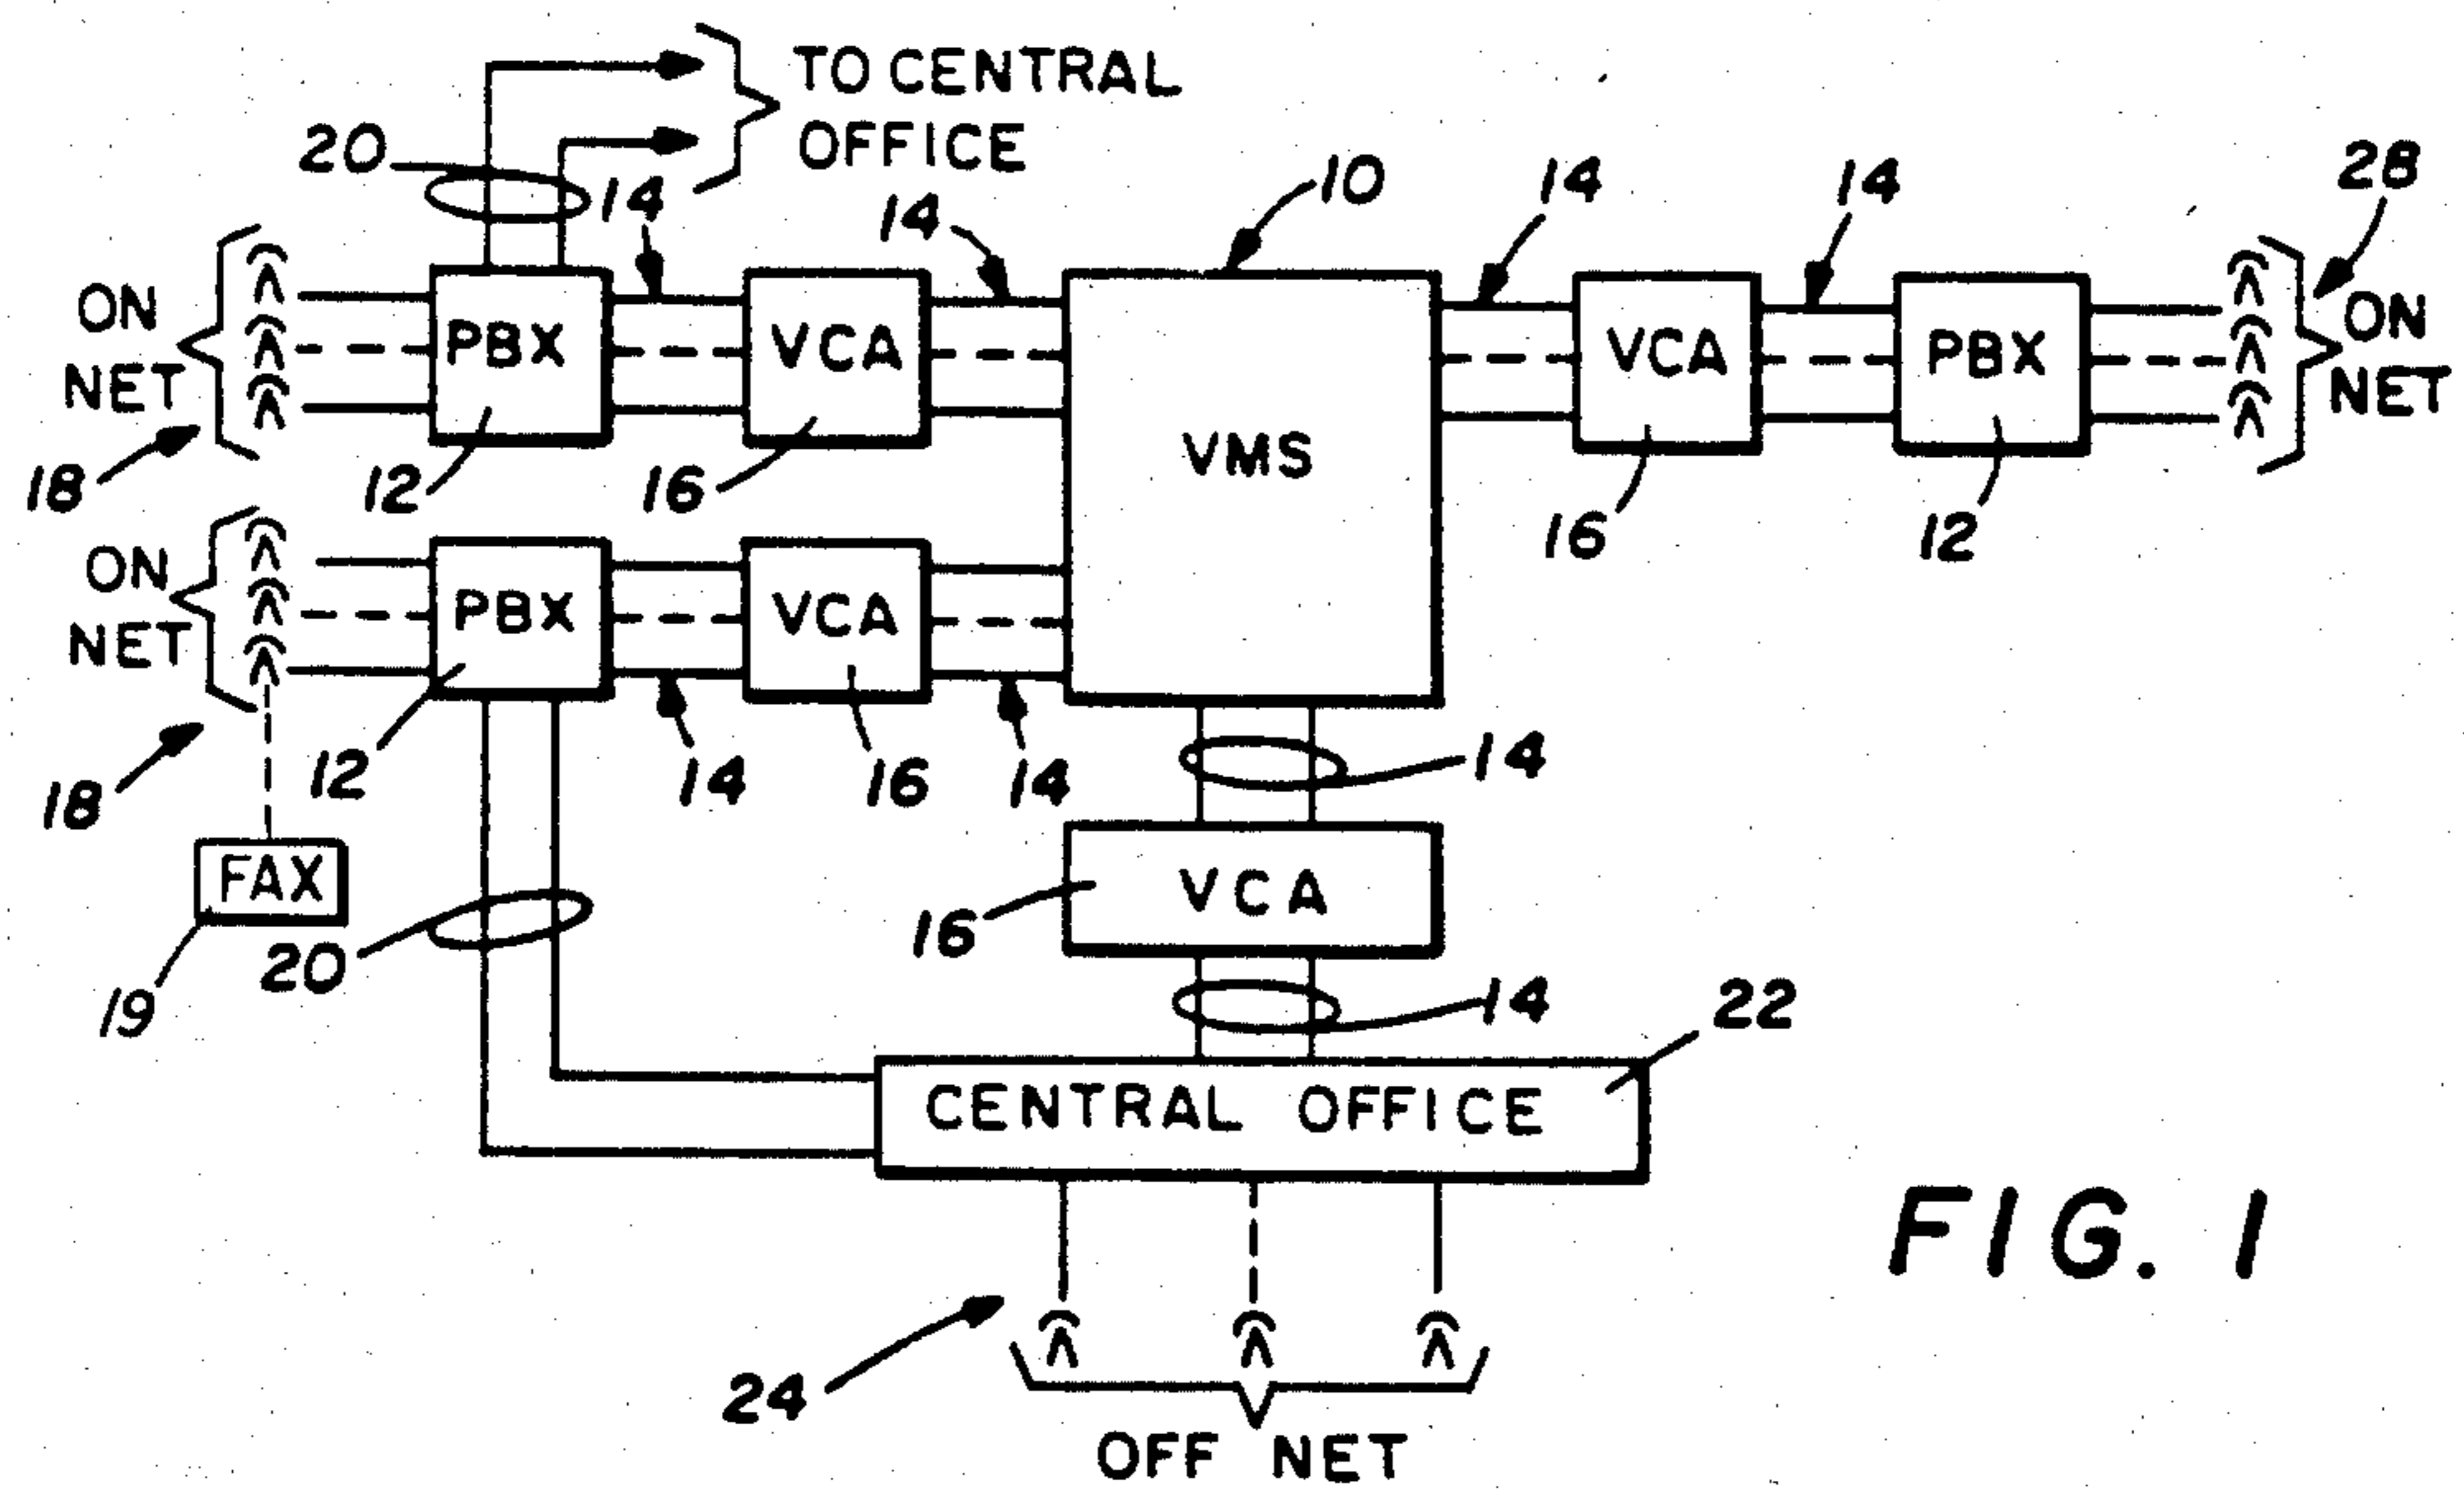 TO CENTRAL
OFFICE
20
14
14
10
14
14
28
ON
NET
PBX
VCA
VMS
VCA
PBX
ON
NET
18
12
16
16
12
ON
NET
PBX
VCA
18
12
14
16
14
14
FAX
VCA
16
19
20
14
22
CENTRAL OFFICE
24
OFF NET
FIG. 1